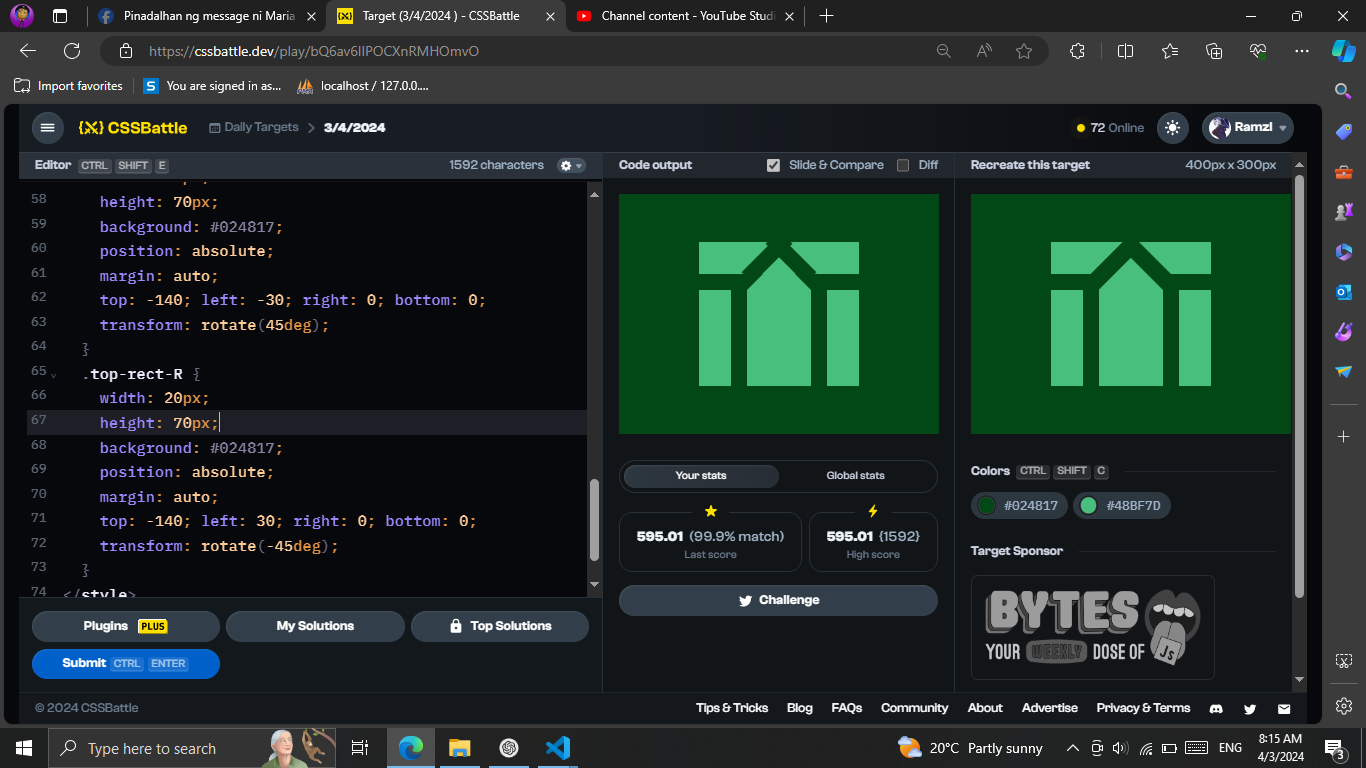 Pinadalhan ng message ni Maria
Target (3/4/2024 ) - CSSBattle
Channel content - YouTube Studi
https://cssbattle.dev/play/bQ6av6lIPOCXnRMHOmvO
Import favorites
S You are signed in as...
localhost / 127.0.0....
CSSBattle
Daily Targets > 3/4/2024
72 Online
Ramzl
Editor CTRL SHIFT E
1592 characters
Code output
Slide & Compare
Diff
Recreate this target
400px x 300px
58 height: 70px;
59 background: #024817;
60 position: absolute;
61 margin: auto;
62 top: -140; left: -30; right: 0; bottom: 0;
63 transform: rotate(45deg);
64 }
65 .top-rect-R {
66 width: 20px;
67 height: 70px;
68 background: #024817;
69 position: absolute;
70 margin: auto;
71 top: -140; left: 30; right: 0; bottom: 0;
72 transform: rotate(-45deg);
73 }
74 </style>
Your stats
Global stats
595.01 (99.9% match)
Last score
595.01 {1592}
High score
Challenge
Colors CTRL SHIFT C
#024817
#48BF7D
Target Sponsor
BYTES
YOUR WEEKLY DOSE OF JS
Plugins PLUS
My Solutions
Top Solutions
Submit CTRL ENTER
© 2024 CSSBattle
Tips & Tricks
Blog
FAQs
Community
About
Advertise
Privacy & Terms
Type here to search
20°C Partly sunny
ENG
8:15 AM
4/3/2024
3